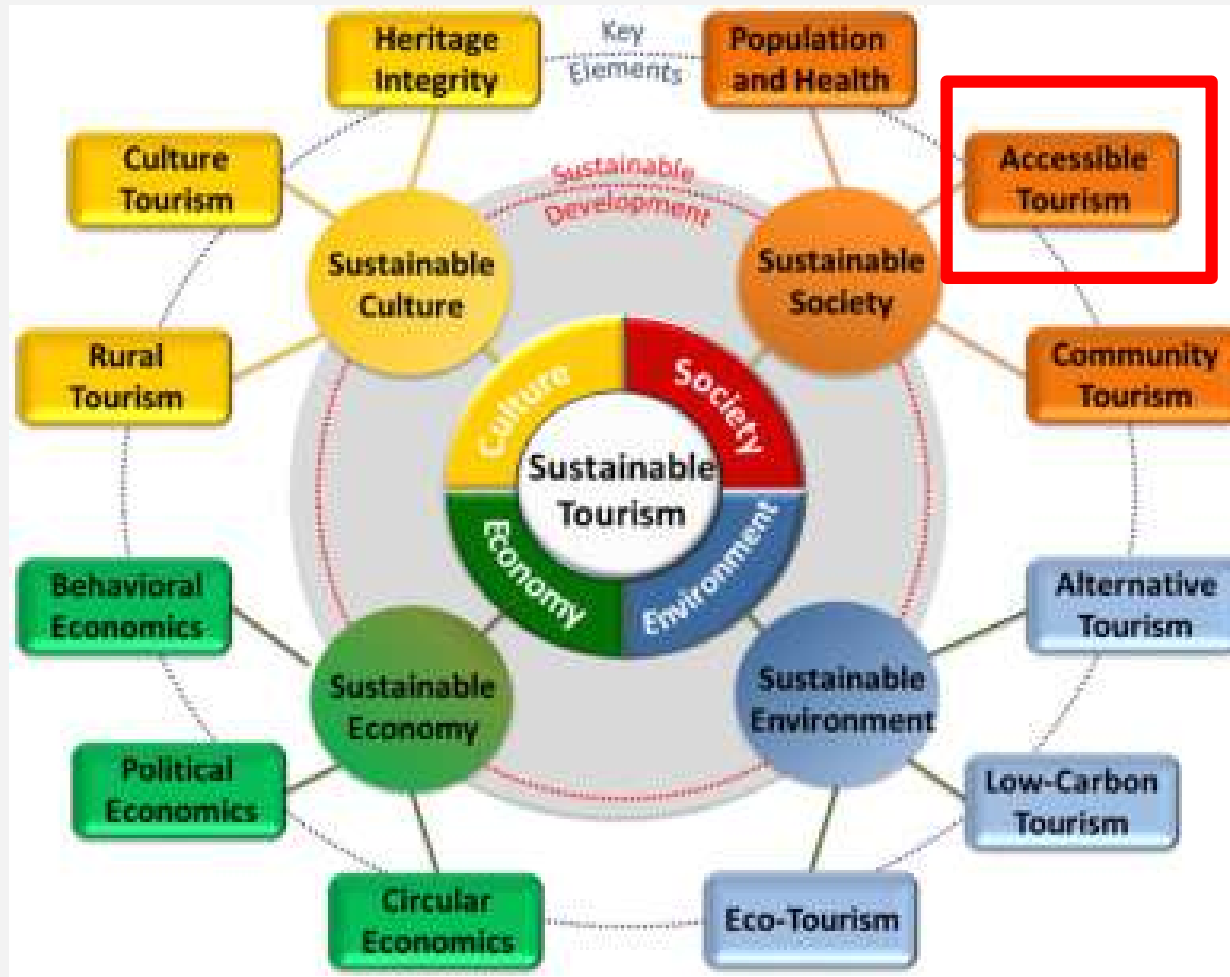 Key
Elements
Heritage
Integrity
Population
and Health
Culture
Tourism
Accessible
Tourism
Sustainable
Development
Sustainable
Culture
Sustainable
Society
Rural
Tourism
Community
Tourism
Culture
Society
Sustainable
Tourism
Economy
Environment
Behavioral
Economics
Alternative
Tourism
Sustainable
Economy
Sustainable
Environment
Political
Economics
Low-Carbon
Tourism
Circular
Economics
Eco-Tourism